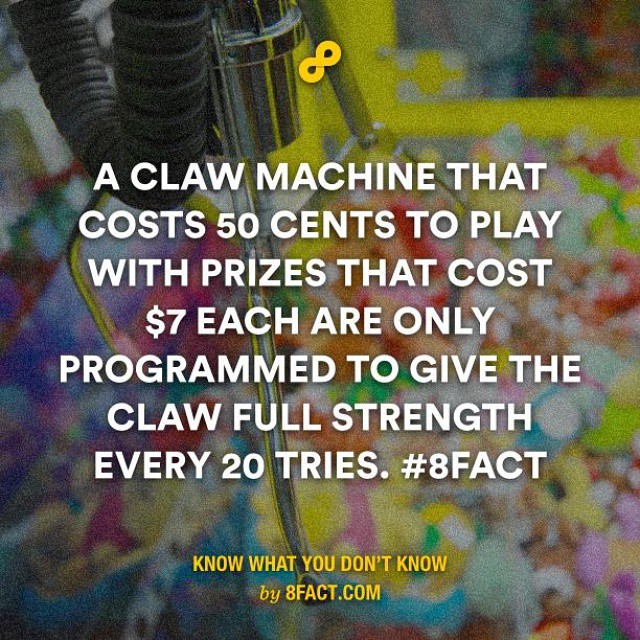 A CLAW MACHINE THAT
COSTS 50 CENTS TO PLAY
WITH PRIZES THAT COST
$7 EACH ARE ONLY
PROGRAMMED TO GIVE THE
CLAW FULL STRENGTH
EVERY 20 TRIES. #8FACT
KNOW WHAT YOU DON'T KNOW
by 8FACT.COM